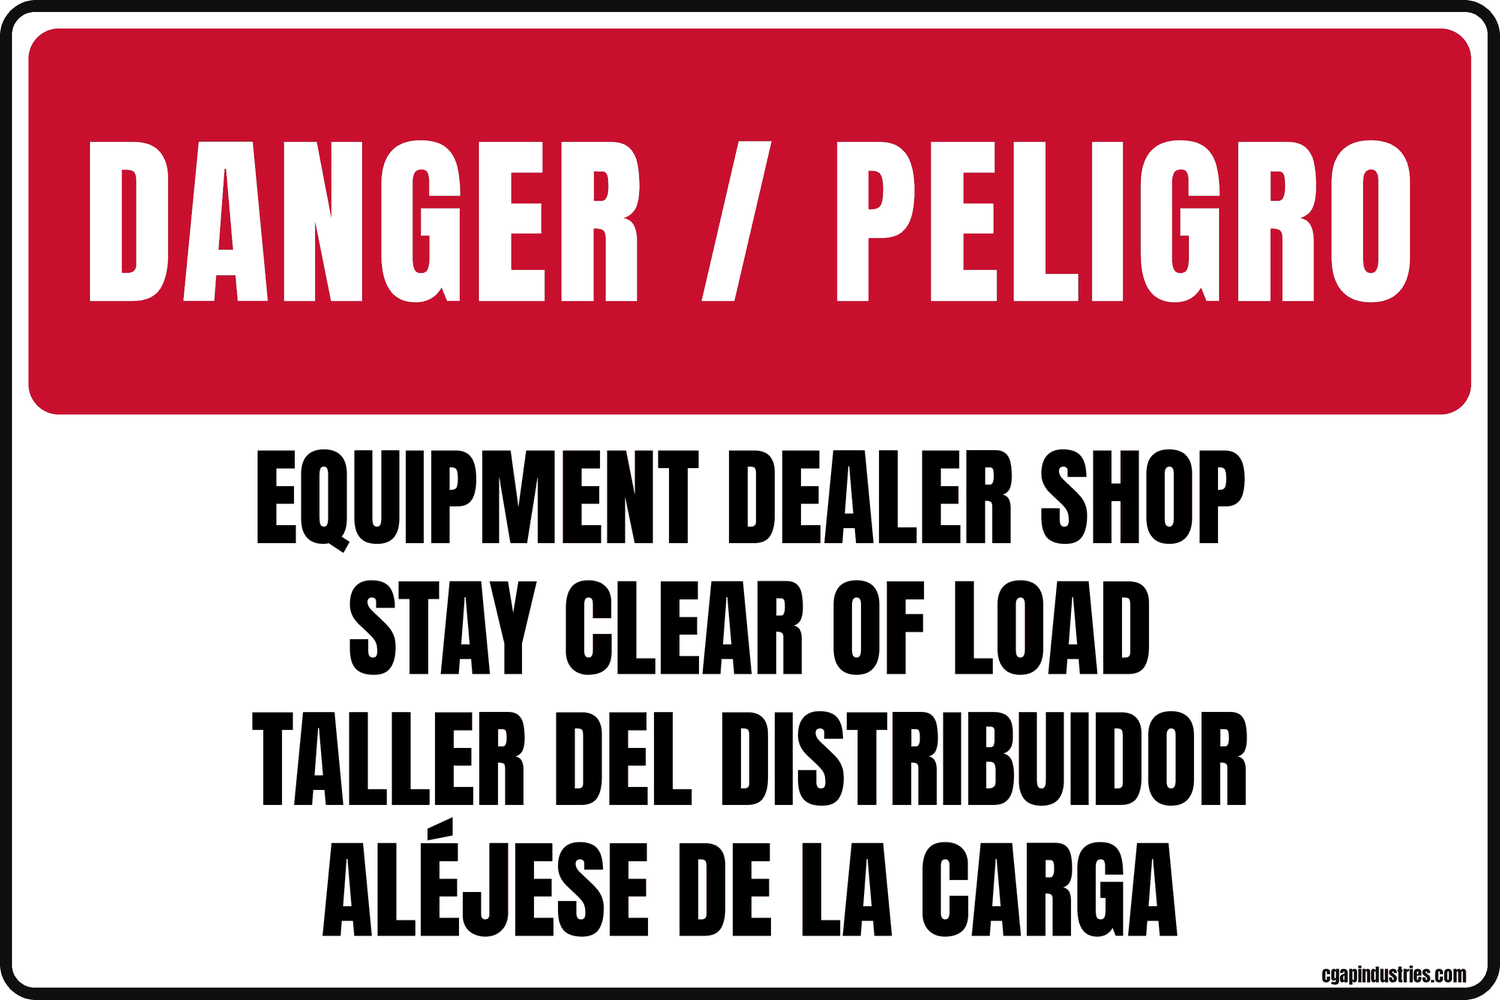 DANGER / PELIGRO
EQUIPMENT DEALER SHOP
STAY CLEAR OF LOAD
TALLER DEL DISTRIBUIDOR
ALÉJESE DE LA CARGA
cgapindustries.com